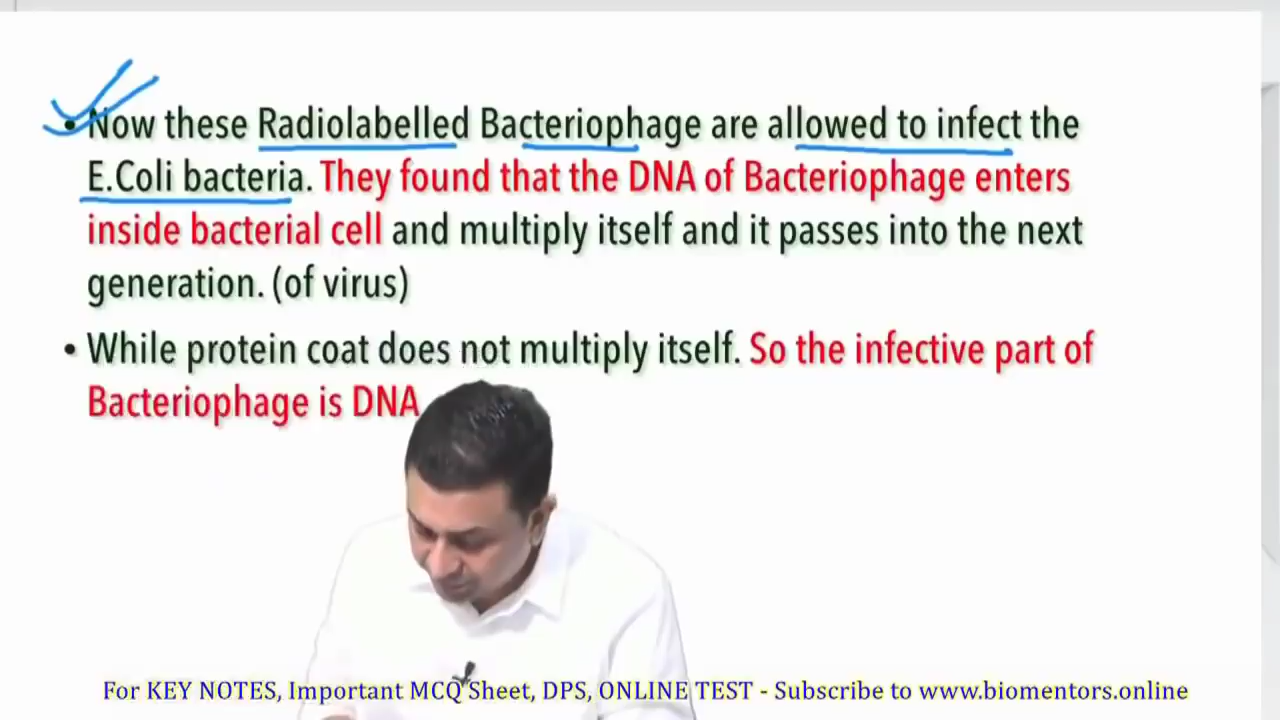 • Now these Radiolabelled Bacteriophage are allowed to infect the
E.Coli bacteria. They found that the DNA of Bacteriophage enters
inside bacterial cell and multiply itself and it passes into the next
generation. (of virus)
• While protein coat does not multiply itself. So the infective part of
Bacteriophage is DNA
For KEY NOTES, Important MCQ Sheet, DPS, ONLINE TEST - Subscribe to www.biomentors.online